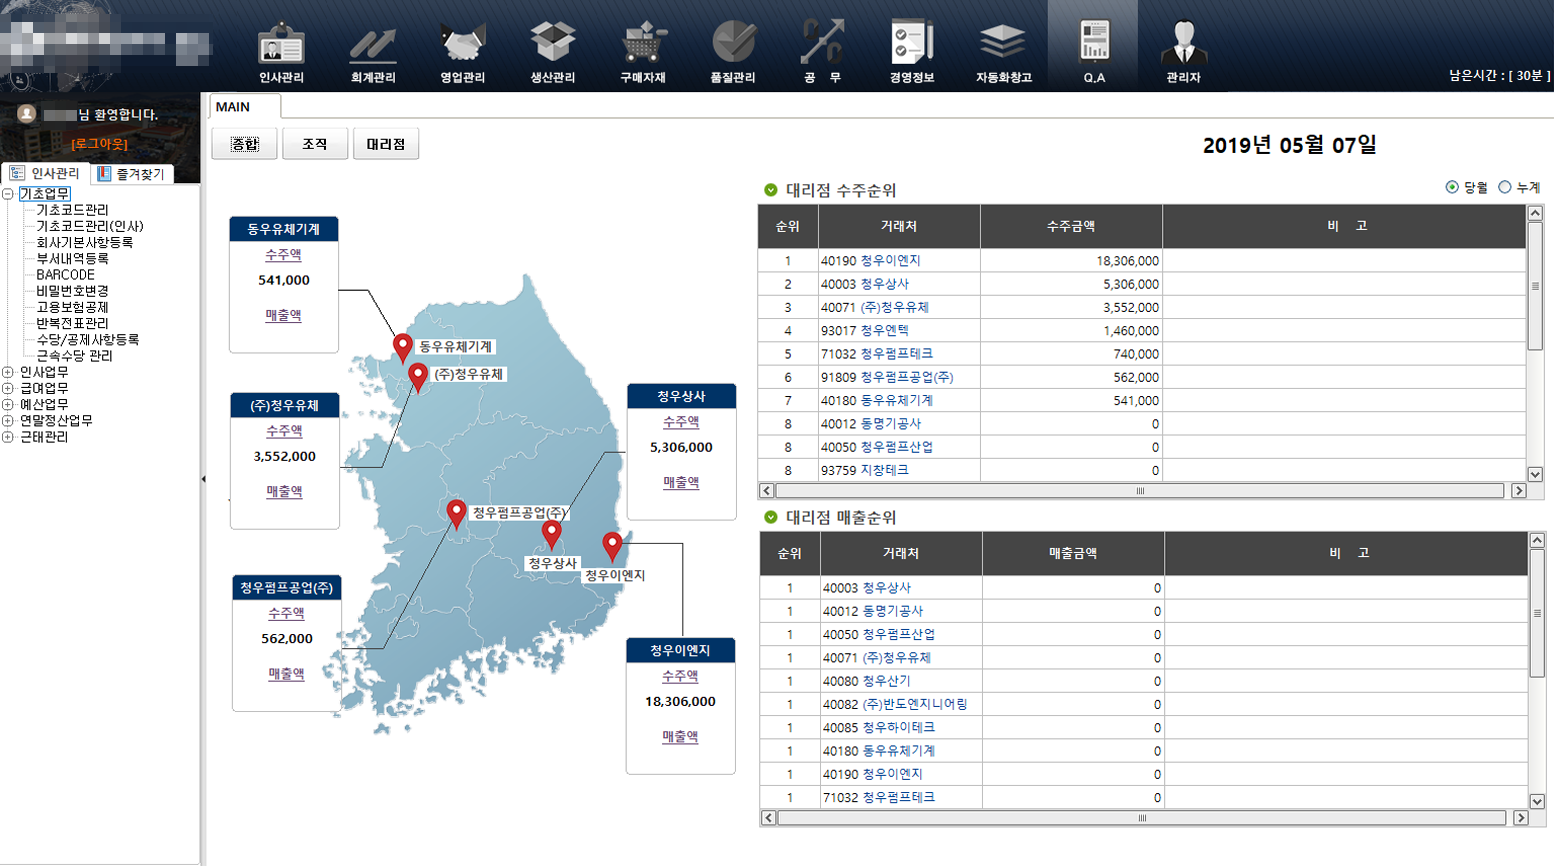 인사관리
회계관리
영업관리
생산관리
구매자재
품질관리
공 무
경영정보
자동화창고
Q.A
관리자
남은시간 : [ 30분 ]
님 환영합니다.
[로그아웃]
인사관리
즐겨찾기
기초업무
기초코드관리
기초코드관리(인사)
회사기본사항등록
부서내역등록
BARCODE
비밀번호변경
고용보험공제
반복전표관리
수당/공제사항등록
근속수당 관리
인사업무
급여업무
예산업무
연말정산업무
근태관리
MAIN
종합
조직
대리점
2019년 05월 07일
동우유체기계
수주액
541,000
매출액
(주)청우유체
수주액
3,552,000
매출액
청우펌프공업(주)
수주액
562,000
매출액
동우유체기계
(주)청우유체
청우펌프공업(주)
청우상사
청우이엔지
청우상사
수주액
5,306,000
매출액
청우이엔지
수주액
18,306,000
매출액
대리점 수주순위
당월 누계
순위 거래처 수주금액 비 고
1 40190 청우이엔지 18,306,000
2 40003 청우상사 5,306,000
3 40071 (주)청우유체 3,552,000
4 93017 청우엔텍 1,460,000
5 71032 청우펌프테크 740,000
6 91809 청우펌프공업(주) 562,000
7 40180 동우유체기계 541,000
8 40012 동명기공사 0
8 40050 청우펌프산업 0
8 93759 지창테크 0
대리점 매출순위
순위 거래처 매출금액 비 고
1 40003 청우상사 0
1 40012 동명기공사 0
1 40050 청우펌프산업 0
1 40071 (주)청우유체 0
1 40080 청우산기 0
1 40082 (주)반도엔지니어링 0
1 40085 청우하이테크 0
1 40180 동우유체기계 0
1 40190 청우이엔지 0
1 71032 청우펌프테크 0